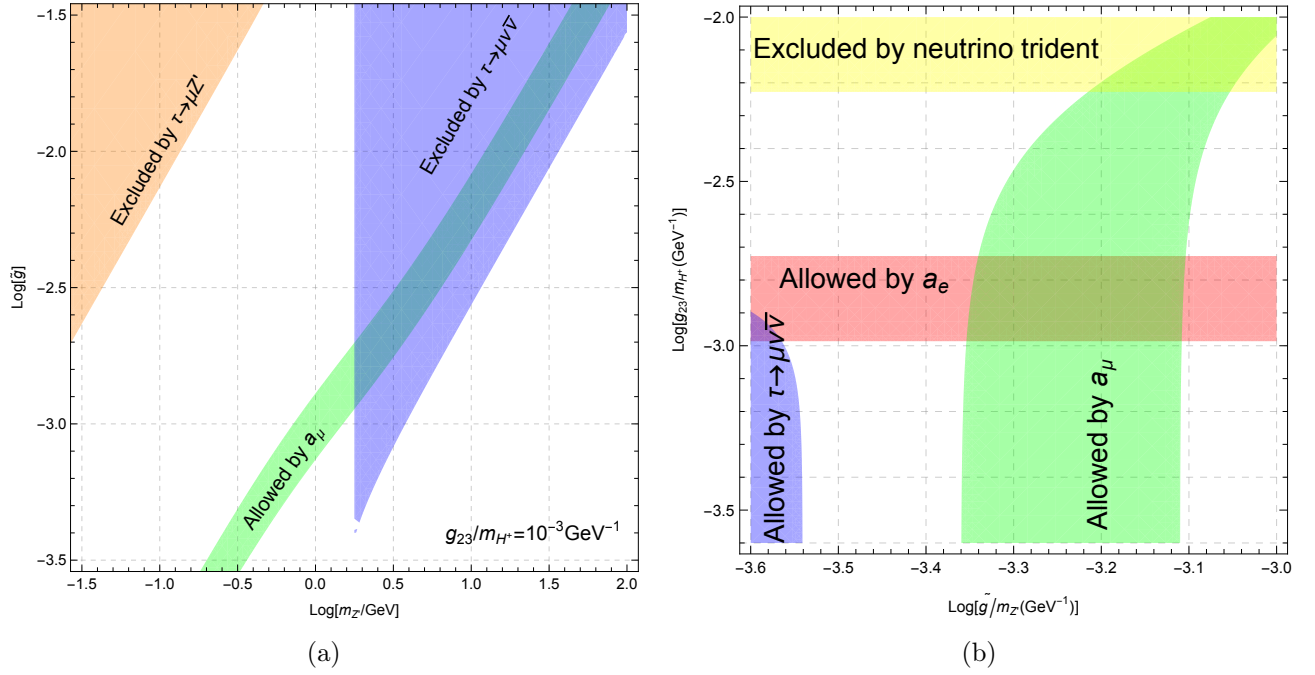 Excluded by τ→μZ'
Excluded by τ→μνν̅
Allowed by aμ
g23/mH+=10−3GeV−1
−1.5
−2.0
−2.5
−3.0
−3.5
Log[g̃]
−1.5 −1.0 −0.5 0.0 0.5 1.0 1.5 2.0
Log[mZ'/GeV]
(a)
Excluded by neutrino trident
Allowed by ae
Allowed by τ→μνν̅
Allowed by aμ
−2.0
−2.5
−3.0
−3.5
Log[g23/mH+(GeV−1)]
−3.6 −3.5 −3.4 −3.3 −3.2 −3.1 −3.0
Log[g̃/mZ'(GeV−1)]
(b)